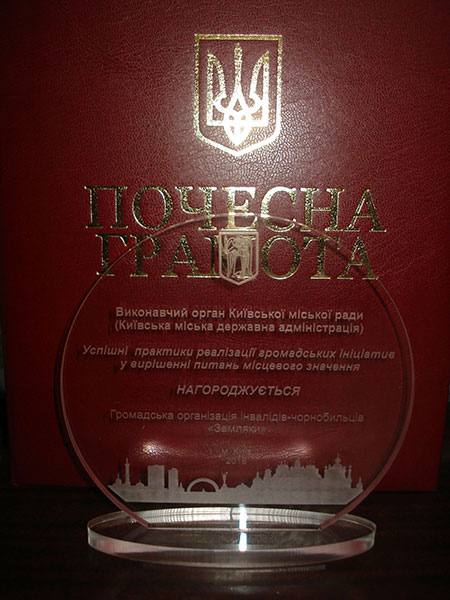 ПОЧЕСНА
ГРАМОТА
Виконавчий орган Київської міської ради
(Київська міська державна адміністрація)
Успішні практики реалізації громадських ініціатив
у вирішенні питань місцевого значення
НАГОРОДЖУЄТЬСЯ
Громадська організація інвалідів-чорнобильців
«Земляки»